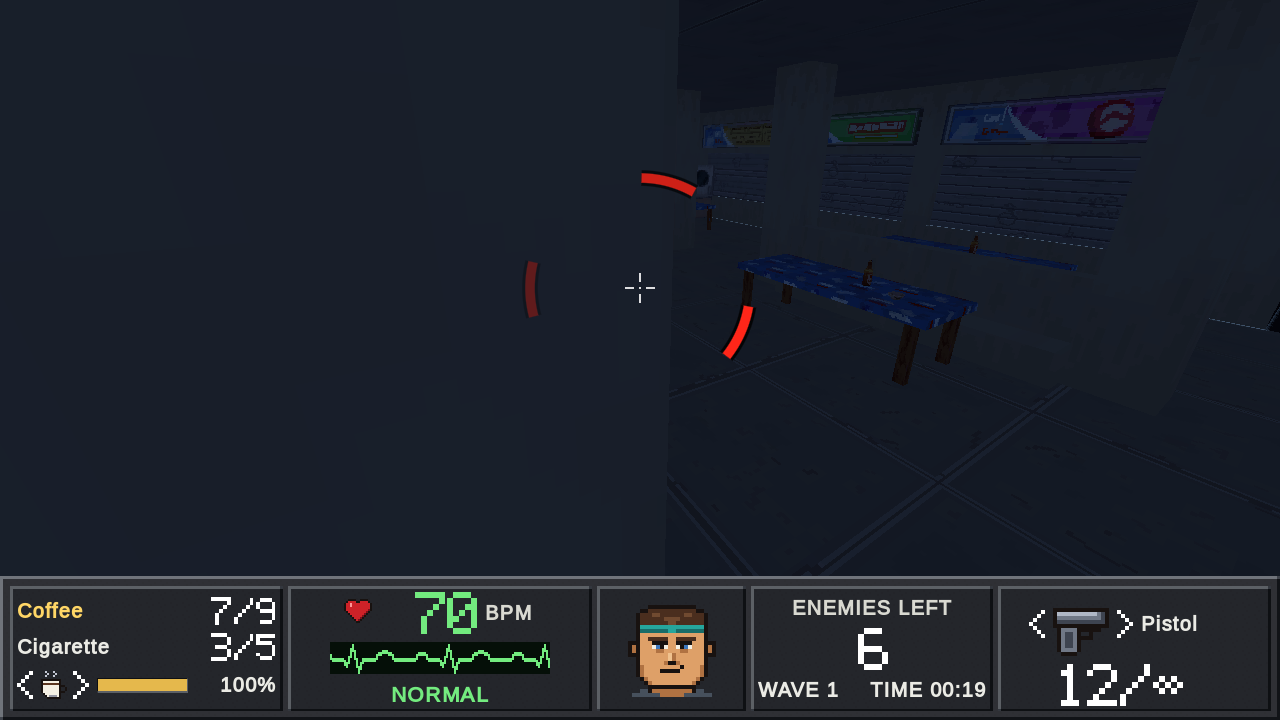 Coffee 7/9
Cigarette 3/5
100%
70 BPM
NORMAL
ENEMIES LEFT
6
WAVE 1 TIME 00:19
Pistol
12/∞